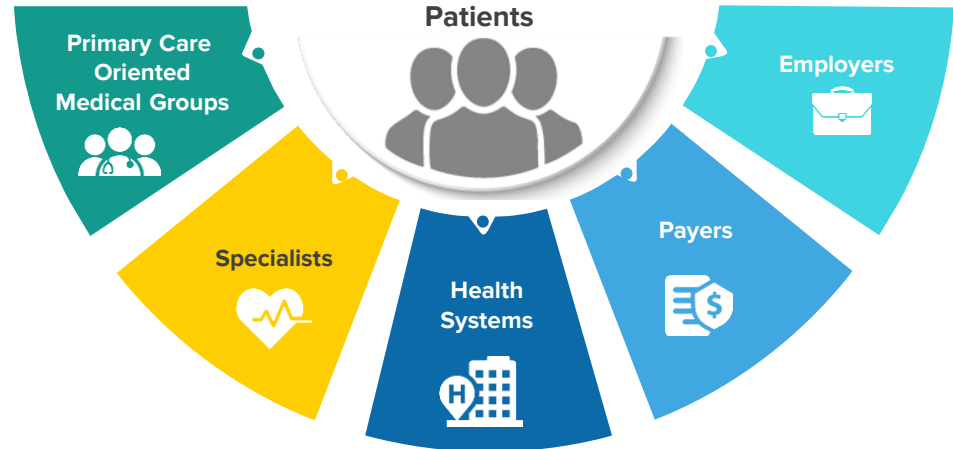 Patients
Primary Care
Oriented
Medical Groups
Employers
Specialists
Payers
Health
Systems
H
$